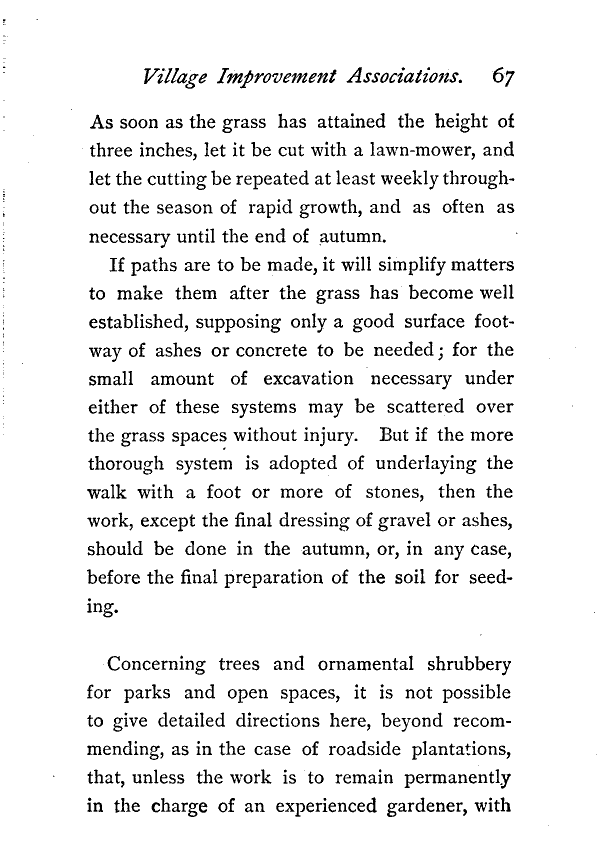 Village Improvement Associations. 67
As soon as the grass has attained the height of
three inches, let it be cut with a lawn-mower, and
let the cutting be repeated at least weekly through-
out the season of rapid growth, and as often as
necessary until the end of autumn.
If paths are to be made, it will simplify matters
to make them after the grass has become well
established, supposing only a good surface foot-
way of ashes or concrete to be needed; for the
small amount of excavation necessary under
either of these systems may be scattered over
the grass spaces without injury. But if the more
thorough system is adopted of underlaying the
walk with a foot or more of stones, then the
work, except the final dressing of gravel or ashes,
should be done in the autumn, or, in any case,
before the final preparation of the soil for seed-
ing.
Concerning trees and ornamental shrubbery
for parks and open spaces, it is not possible
to give detailed directions here, beyond recom-
mending, as in the case of roadside plantations,
that, unless the work is to remain permanently
in the charge of an experienced gardener, with